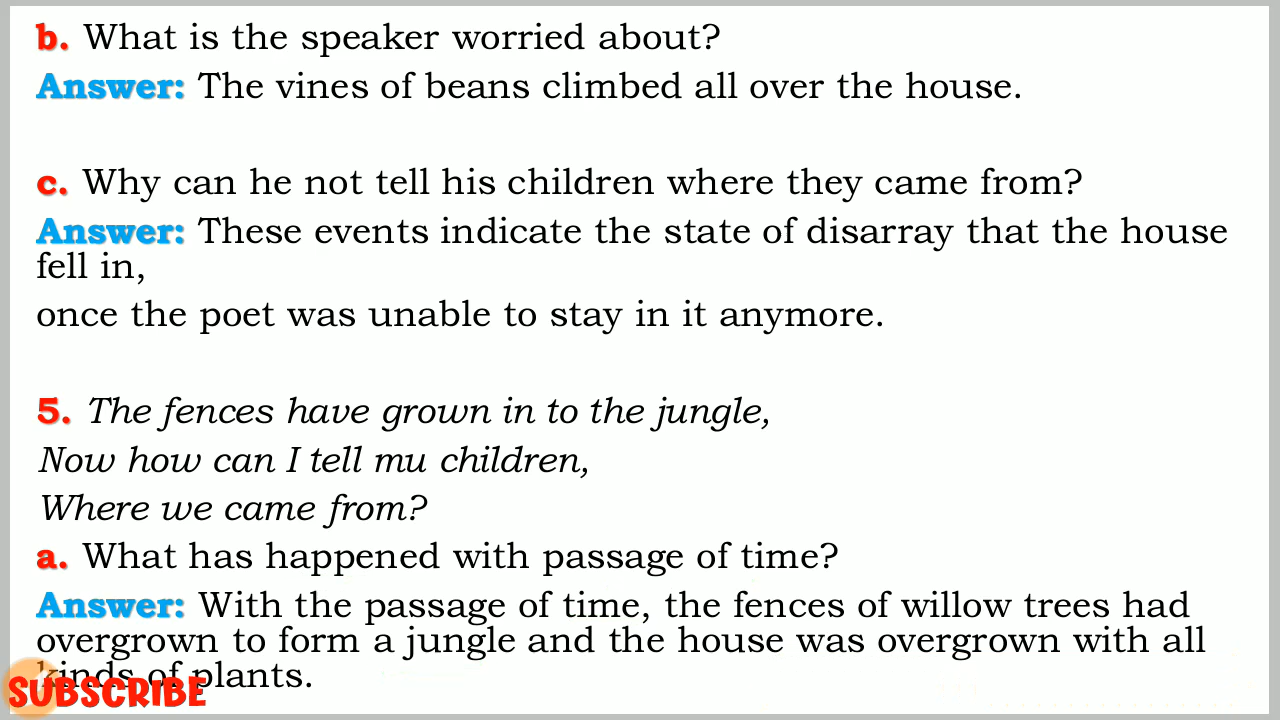 b. What is the speaker worried about?
Answer: The vines of beans climbed all over the house.
c. Why can he not tell his children where they came from?
Answer: These events indicate the state of disarray that the house
fell in,
once the poet was unable to stay in it anymore.
5. The fences have grown in to the jungle,
Now how can I tell mu children,
Where we came from?
a. What has happened with passage of time?
Answer: With the passage of time, the fences of willow trees had
overgrown to form a jungle and the house was overgrown with all
kinds of plants.
SUBSCRIBE